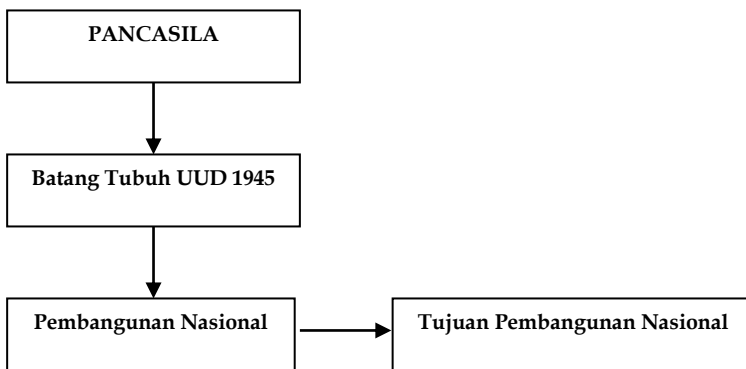 PANCASILA
Batang Tubuh UUD 1945
Pembangunan Nasional
Tujuan Pembangunan Nasional